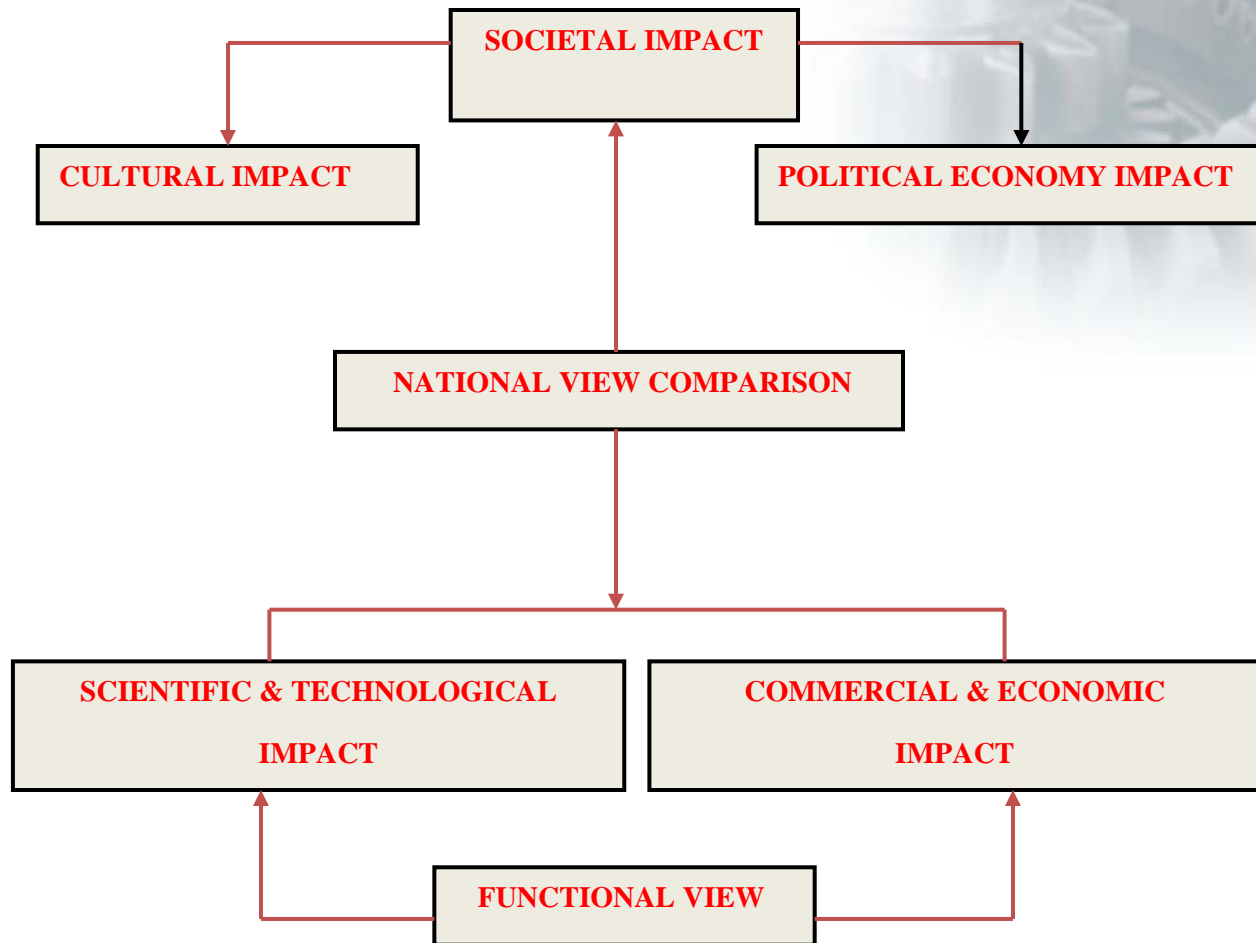 SOCIETAL IMPACT
CULTURAL IMPACT
POLITICAL ECONOMY IMPACT
NATIONAL VIEW COMPARISON
SCIENTIFIC & TECHNOLOGICAL
IMPACT
COMMERCIAL & ECONOMIC
IMPACT
FUNCTIONAL VIEW